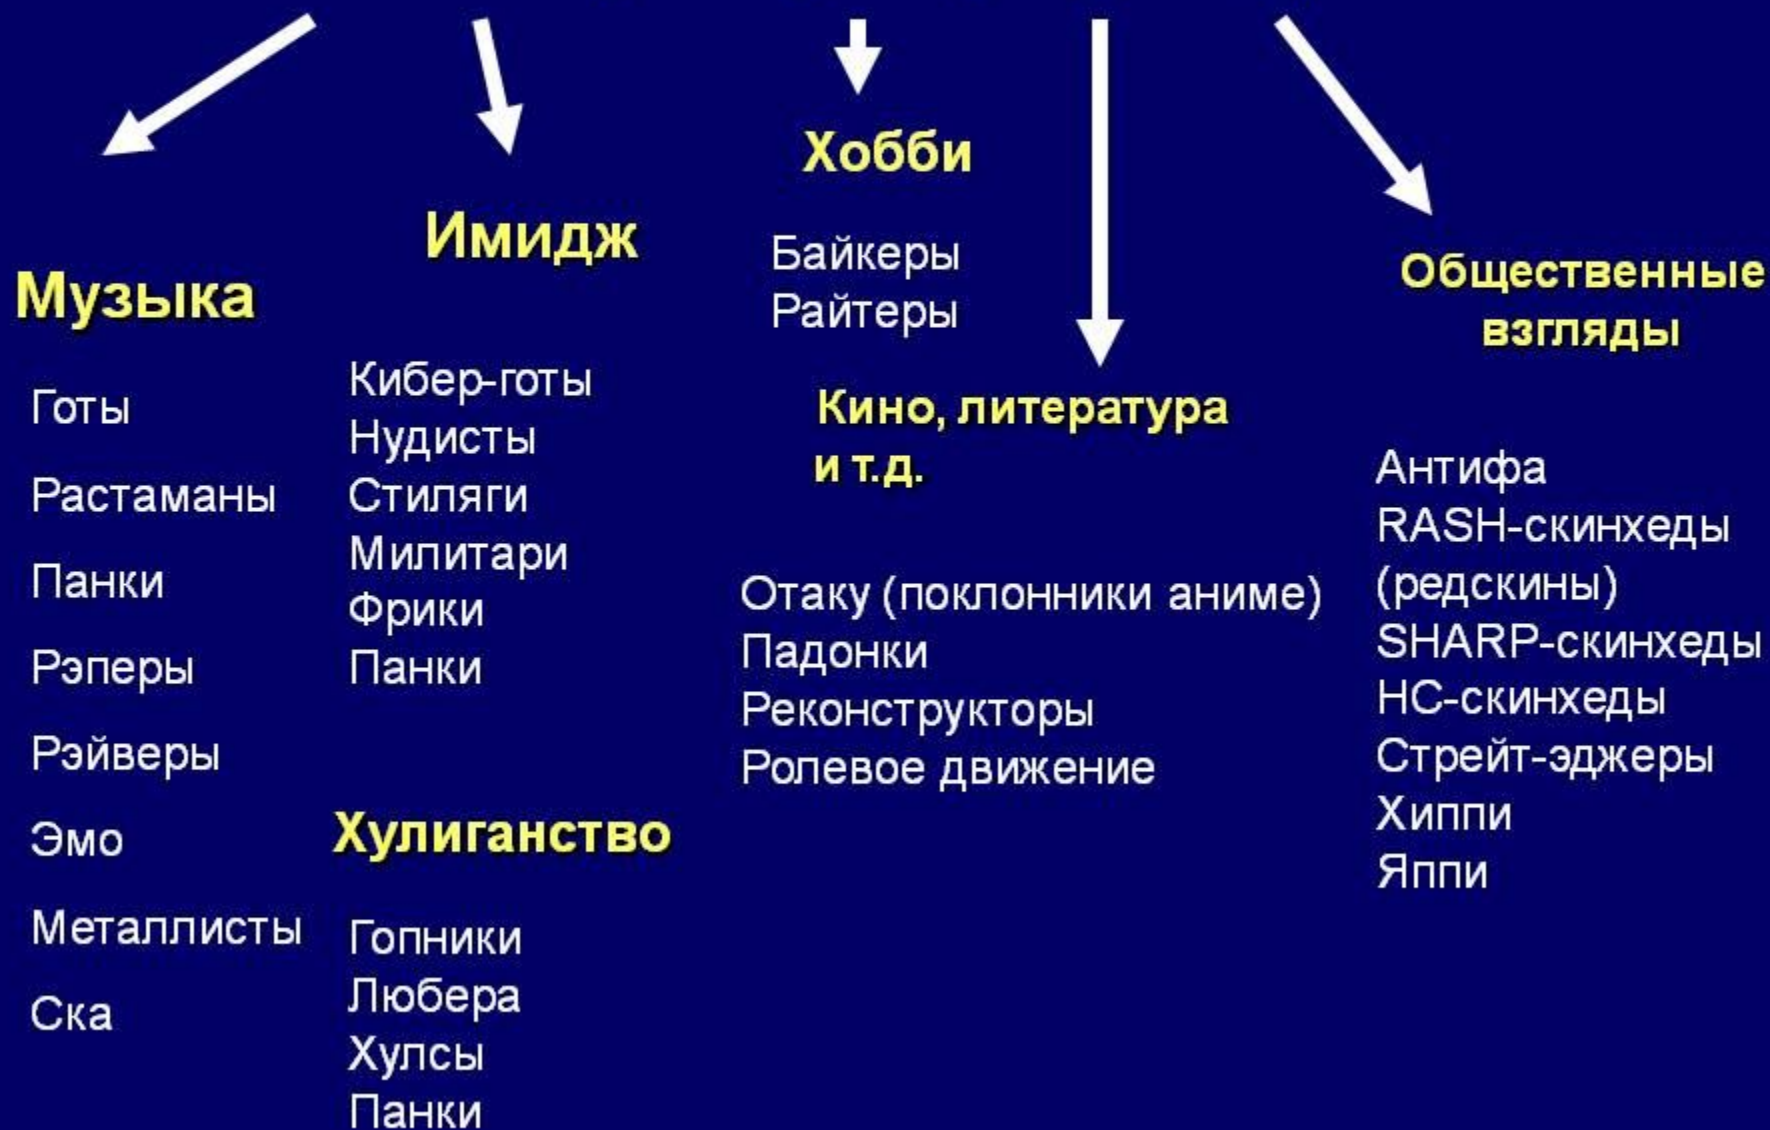 Музыка
Готы
Растаманы
Панки
Рэперы
Рэйверы
Эмо
Металлисты
Ска
Имидж
Кибер-готы
Нудисты
Стиляги
Милитари
Фрики
Панки
Хулиганство
Гопники
Любера
Хулсы
Панки
Хобби
Байкеры
Райтеры
Кино, литература
и т.д.
Отаку (поклонники аниме)
Падонки
Реконструкторы
Ролевое движение
Общественные
взгляды
Антифа
RASH-скинхеды
(редскины)
SHARP-скинхеды
НС-скинхеды
Стрейт-эджеры
Хиппи
Яппи